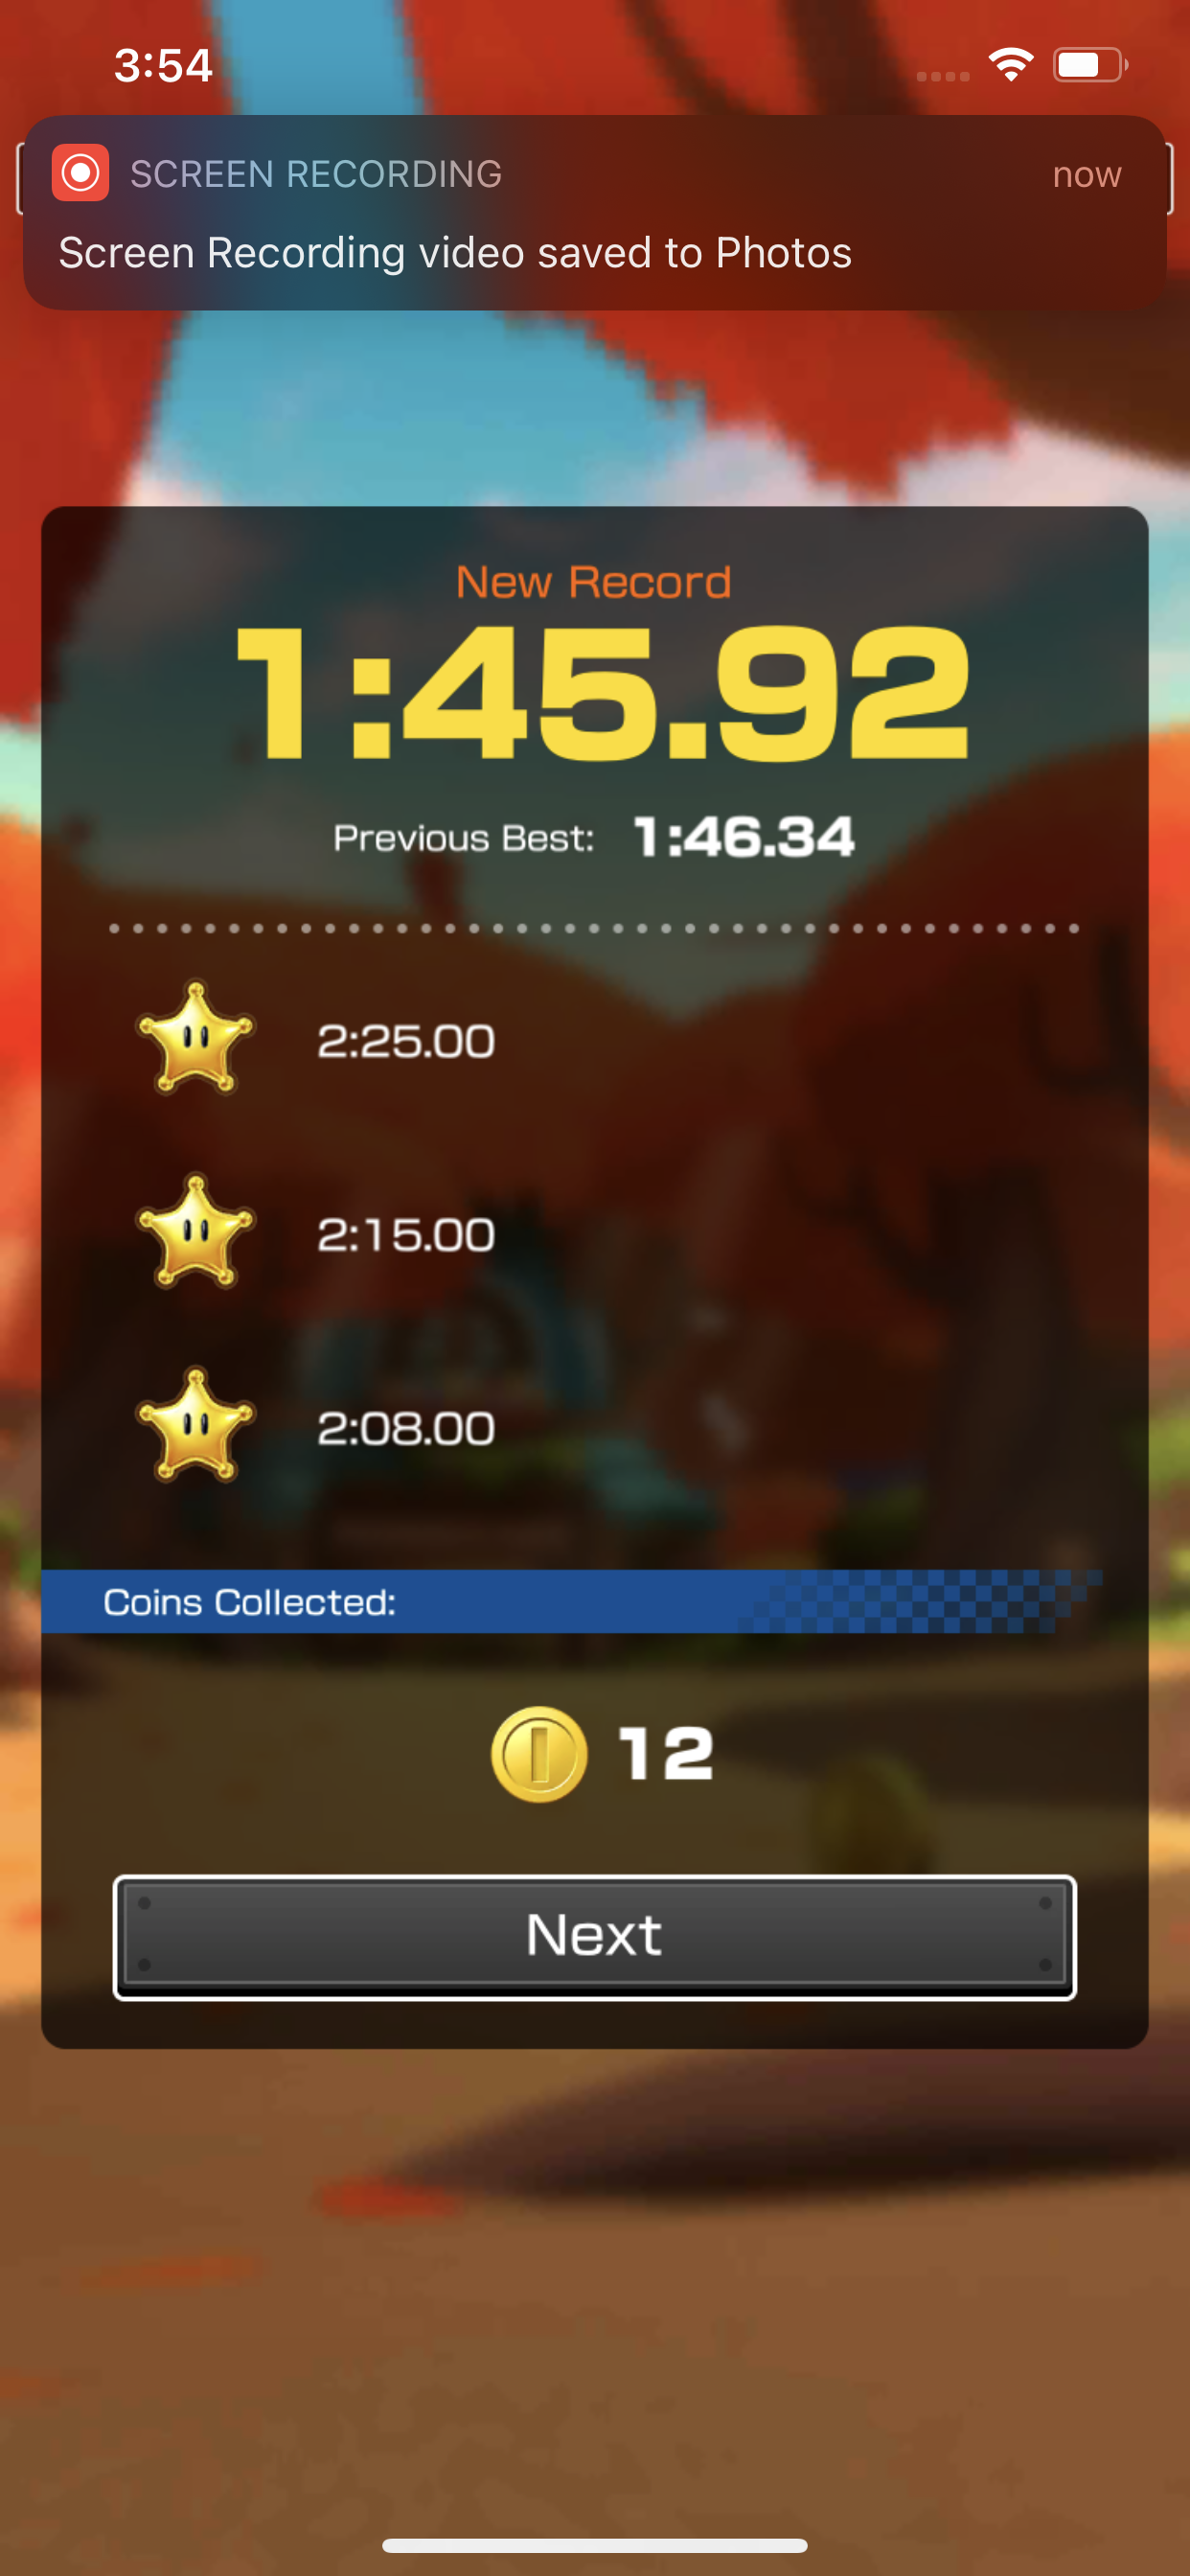 3:54
SCREEN RECORDING now
Screen Recording video saved to Photos
New Record
1:45.92
Previous Best: 1:46.34
2:25.00
2:15.00
2:08.00
Coins Collected:
12
Next